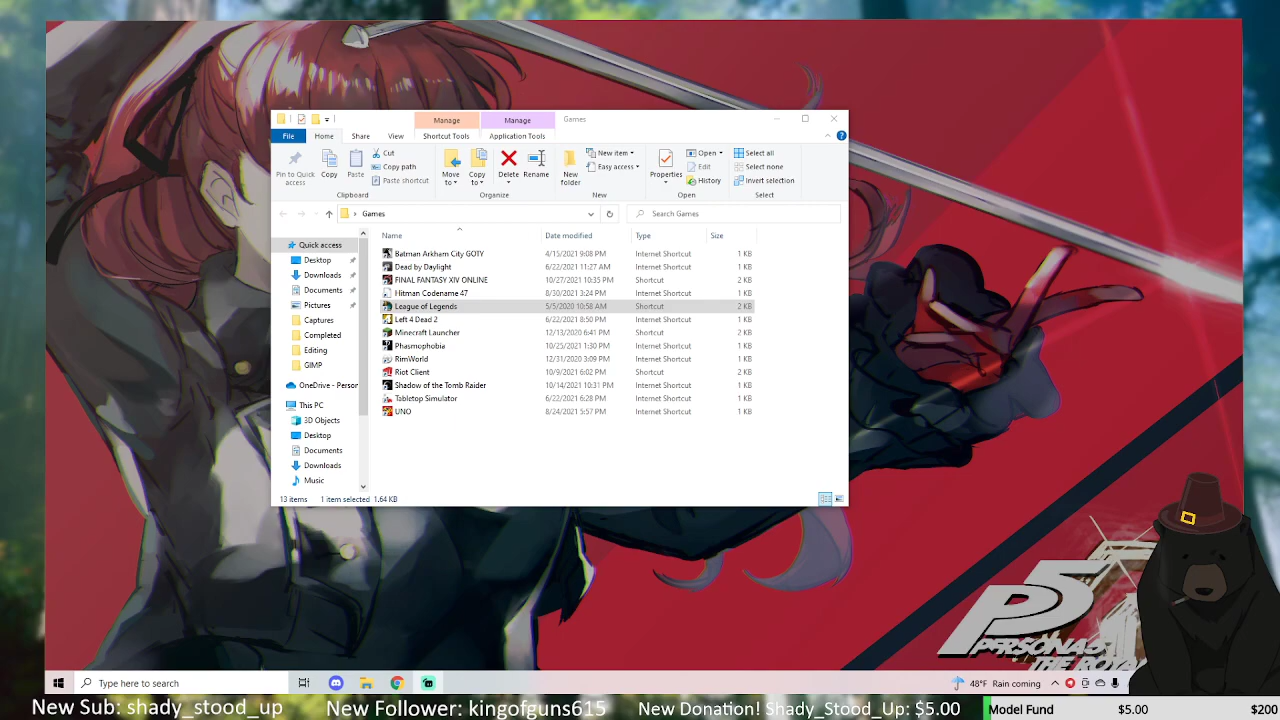 Manage
Manage
Games
File
Home
Share
View
Shortcut Tools
Application Tools
Pin to Quick access
Copy
Paste
Cut
Copy path
Paste shortcut
Clipboard
Move to
Copy to
Delete
Rename
Organize
New folder
New item
Easy access
New
Properties
Open
Edit
History
Open
Select all
Select none
Invert selection
Select
Games
Search Games
Name Date modified Type Size
Batman Arkham City GOTY 4/15/2021 9:08 PM Internet Shortcut 1 KB
Dead by Daylight 6/22/2021 11:27 AM Internet Shortcut 1 KB
FINAL FANTASY XIV ONLINE 10/27/2021 10:35 PM Shortcut 2 KB
Hitman Codename 47 8/30/2021 3:24 PM Internet Shortcut 1 KB
League of Legends 5/5/2020 10:58 AM Shortcut 2 KB
Left 4 Dead 2 6/22/2021 8:50 PM Internet Shortcut 1 KB
Minecraft Launcher 12/13/2020 6:41 PM Shortcut 2 KB
Phasmophobia 10/25/2021 1:30 PM Internet Shortcut 1 KB
RimWorld 12/31/2020 3:09 PM Internet Shortcut 1 KB
Riot Client 10/9/2021 6:02 PM Shortcut 2 KB
Shadow of the Tomb Raider 10/14/2021 10:31 PM Internet Shortcut 1 KB
Tabletop Simulator 6/22/2021 6:28 PM Internet Shortcut 1 KB
UNO 8/24/2021 5:57 PM Internet Shortcut 1 KB
Quick access
Desktop
Downloads
Documents
Pictures
Captures
Completed
Editing
GIMP
OneDrive - Person
This PC
3D Objects
Desktop
Documents
Downloads
Music
13 items 1 item selected 1.64 KB
P5
PERSONA5
THE ROYA
Type here to search
48°F Rain coming
New Sub: shady_stood_up
New Follower: kingofguns615
New Donation! Shady_Stood_Up: $5.00
Model Fund $5.00 $200